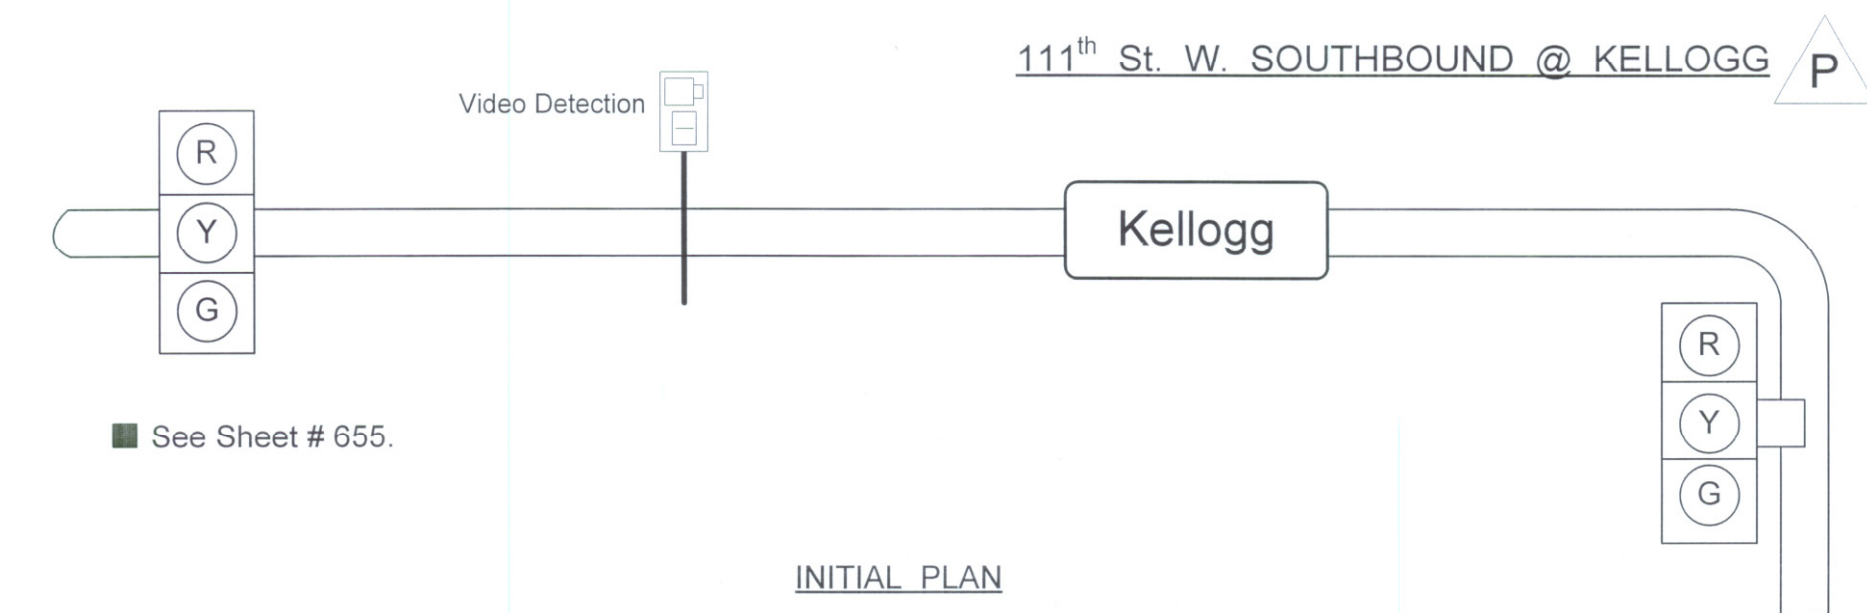 111th St. W. SOUTHBOUND @ KELLOGG
P
Video Detection
R
Y
G
Kellogg
R
Y
G
See Sheet # 655.
INITIAL PLAN